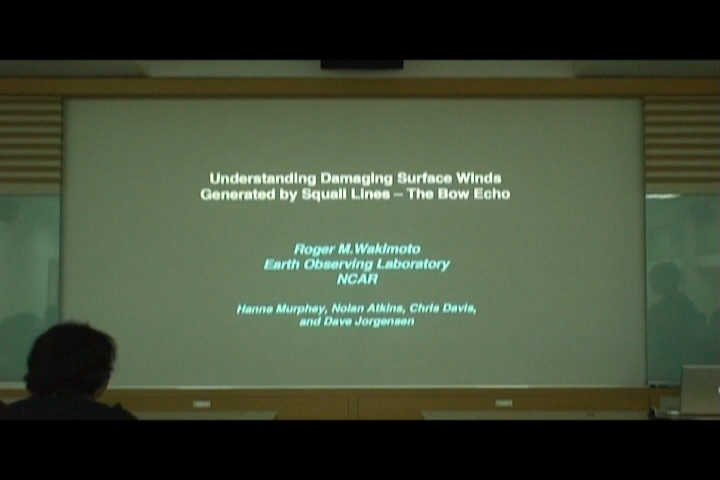 Understanding Damaging Surface Winds
Generated by Squall Lines – The Bow Echo
Roger M.Wakimoto
Earth Observing Laboratory
NCAR
Hanne Murphey, Nolan Atkins, Chris Davis,
and Dave Jorgensen